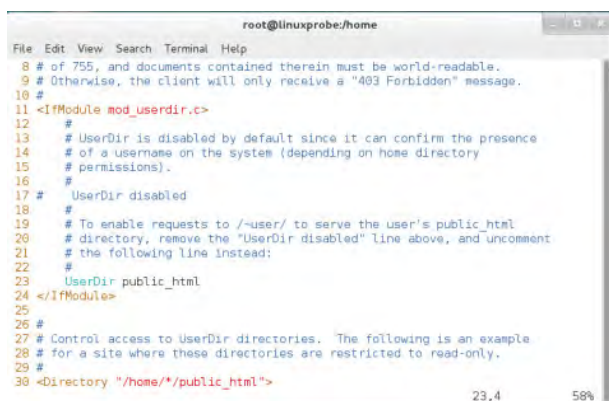 root@linuxprobe:/home
File Edit View Search Terminal Help
8 # of 755, and documents contained therein must be world-readable.
9 # Otherwise, the client will only receive a "403 Forbidden" message.
10 #
11 <IfModule mod_userdir.c>
12 #
13 # UserDir is disabled by default since it can confirm the presence
14 # of a username on the system (depending on home directory
15 # permissions).
16 #
17 # UserDir disabled
18 #
19 # To enable requests to /~user/ to serve the user's public_html
20 # directory, remove the "UserDir disabled" line above, and uncomment
21 # the following line instead:
22 #
23 UserDir public_html
24 </IfModule>
25
26 #
27 # Control access to UserDir directories. The following is an example
28 # for a site where these directories are restricted to read-only.
29 #
30 <Directory "/home/*/public_html">
23,4 58%